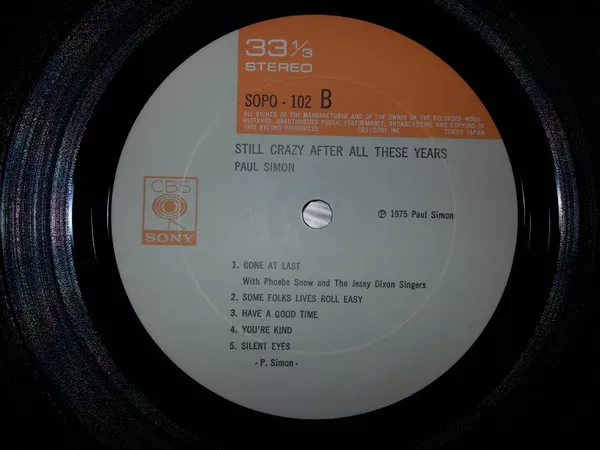 33 1/3
STEREO
SOPO - 102 B
ALL RIGHTS OF THE MANUFACTURER AND OF THE OWNER OF THE RECORDED WORK
RESERVED. UNAUTHORIZED PUBLIC PERFORMANCE, BROADCASTING AND COPYING OF
THIS RECORD PROHIBITED. CBS/SONY INC. TOKYO JAPAN
STILL CRAZY AFTER ALL THESE YEARS
PAUL SIMON
CBS
SONY
℗ 1975 Paul Simon
1. GONE AT LAST
With Phoebe Snow and The Jessy Dixon Singers
2. SOME FOLKS LIVES ROLL EASY
3. HAVE A GOOD TIME
4. YOU'RE KIND
5. SILENT EYES
- P. Simon -